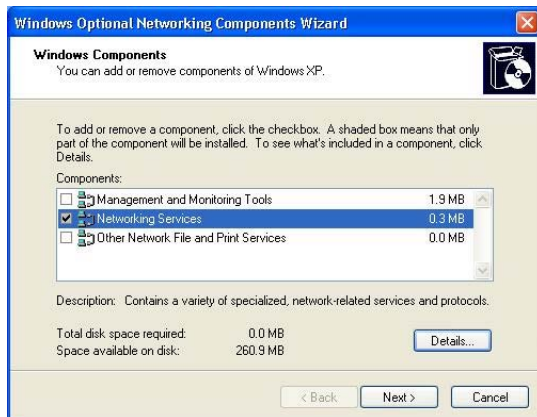 Windows Optional Networking Components Wizard
Windows Components
You can add or remove components of Windows XP.
To add or remove a component, click the checkbox. A shaded box means that only
part of the component will be installed. To see what's included in a component, click
Details.
Components:
Management and Monitoring Tools 1.9 MB
Networking Services 0.3 MB
Other Network File and Print Services 0.0 MB
Description: Contains a variety of specialized, network-related services and protocols.
Total disk space required: 0.0 MB
Space available on disk: 260.9 MB
Details...
< Back Next > Cancel